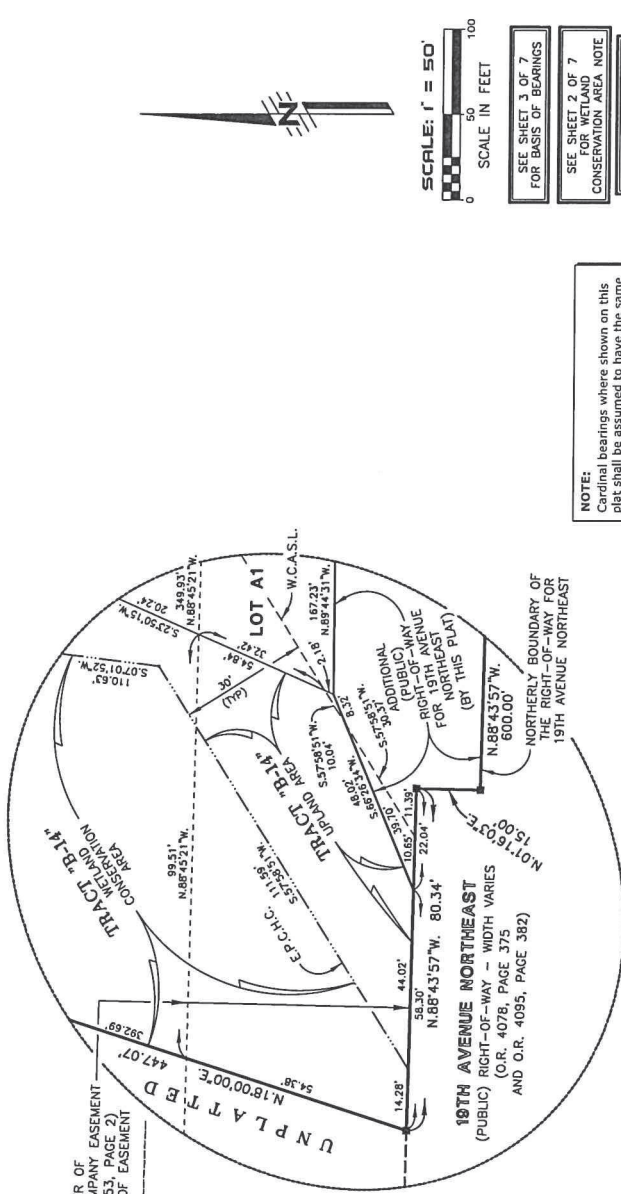 R OF
MPANY EASEMENT
53, PAGE 2)
OF EASEMENT
TRACT "B-14"
WETLAND
CONSERVATION
AREA
S.07°01'52"W.
110.63'
S.23°50'15"W.
20.24'
349.93'
N.88°45'21"W.
99.51'
N.88°45'21"W.
392.69'
447.07'
N.18°00'00"E.
54.38'
UNPLATTED
30'
(TYP)
54.84'
32.42'
LOT A1
W.C.A.S.L.
2.18'
167.23'
N.89°44'31"W.
E.P.C.H.C.
111.59'
S.57°58'51"W.
TRACT "B-14"
UPLAND AREA
S.57°58'51"W.
10.04'
8.32'
48.02'
S.66°26'34"W.
39.70'
S.57°58'51"W.
30.37'
ADDITIONAL
(PUBLIC)
RIGHT-OF-WAY
FOR 19TH AVENUE
NORTHEAST
(BY THIS PLAT)
14.28'
44.02'
10.65'
11.39'
58.30'
22.04'
N.88°43'57"W. 80.34'
19TH AVENUE NORTHEAST
(PUBLIC) RIGHT-OF-WAY - WIDTH VARIES
(O.R. 4078, PAGE 375
AND O.R. 4095, PAGE 382)
N.01°16'03"E.
15.00'
N.88°43'57"W.
600.00'
NORTHERLY BOUNDARY OF
THE RIGHT-OF-WAY FOR
19TH AVENUE NORTHEAST
N
SCALE: 1" = 50'
0 50 100
SCALE IN FEET
SEE SHEET 3 OF 7
FOR BASIS OF BEARINGS
SEE SHEET 2 OF 7
FOR WETLAND
CONSERVATION AREA NOTE
NOTE:
Cardinal bearings where shown on this
plat shall be assumed to have the same